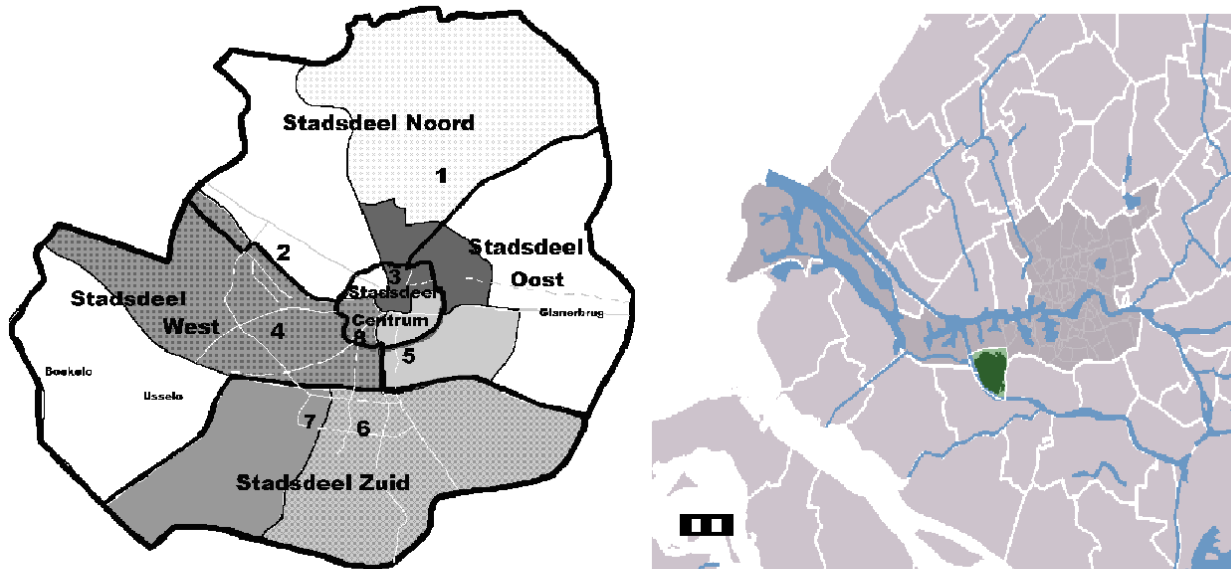 Stadsdeel Noord
1
2
Stadsdeel
Oost
3
Stadsdeel
Stadsdeel
West
4
Centrum
8
5
Glanerbrug
Boekelo
Usselo
7
6
Stadsdeel Zuid